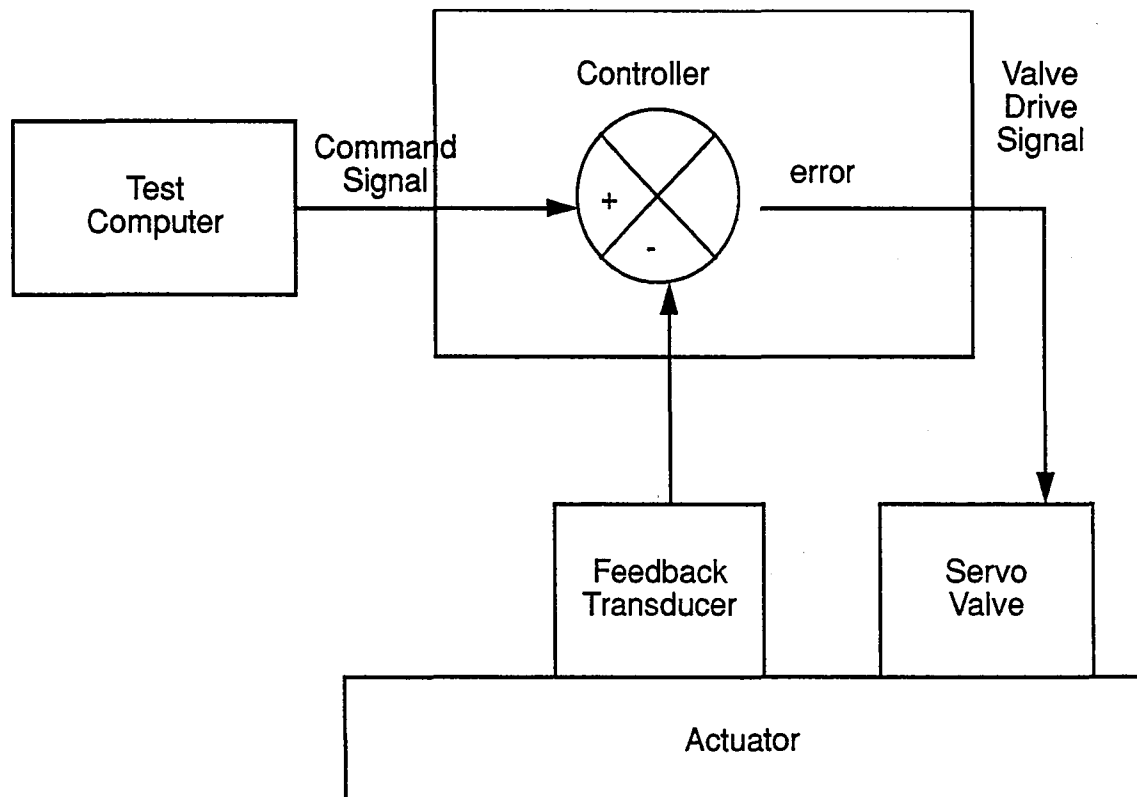 Controller
Valve
Drive
Signal
Command
Signal
Test
Computer
error
+
-
Feedback
Transducer
Servo
Valve
Actuator